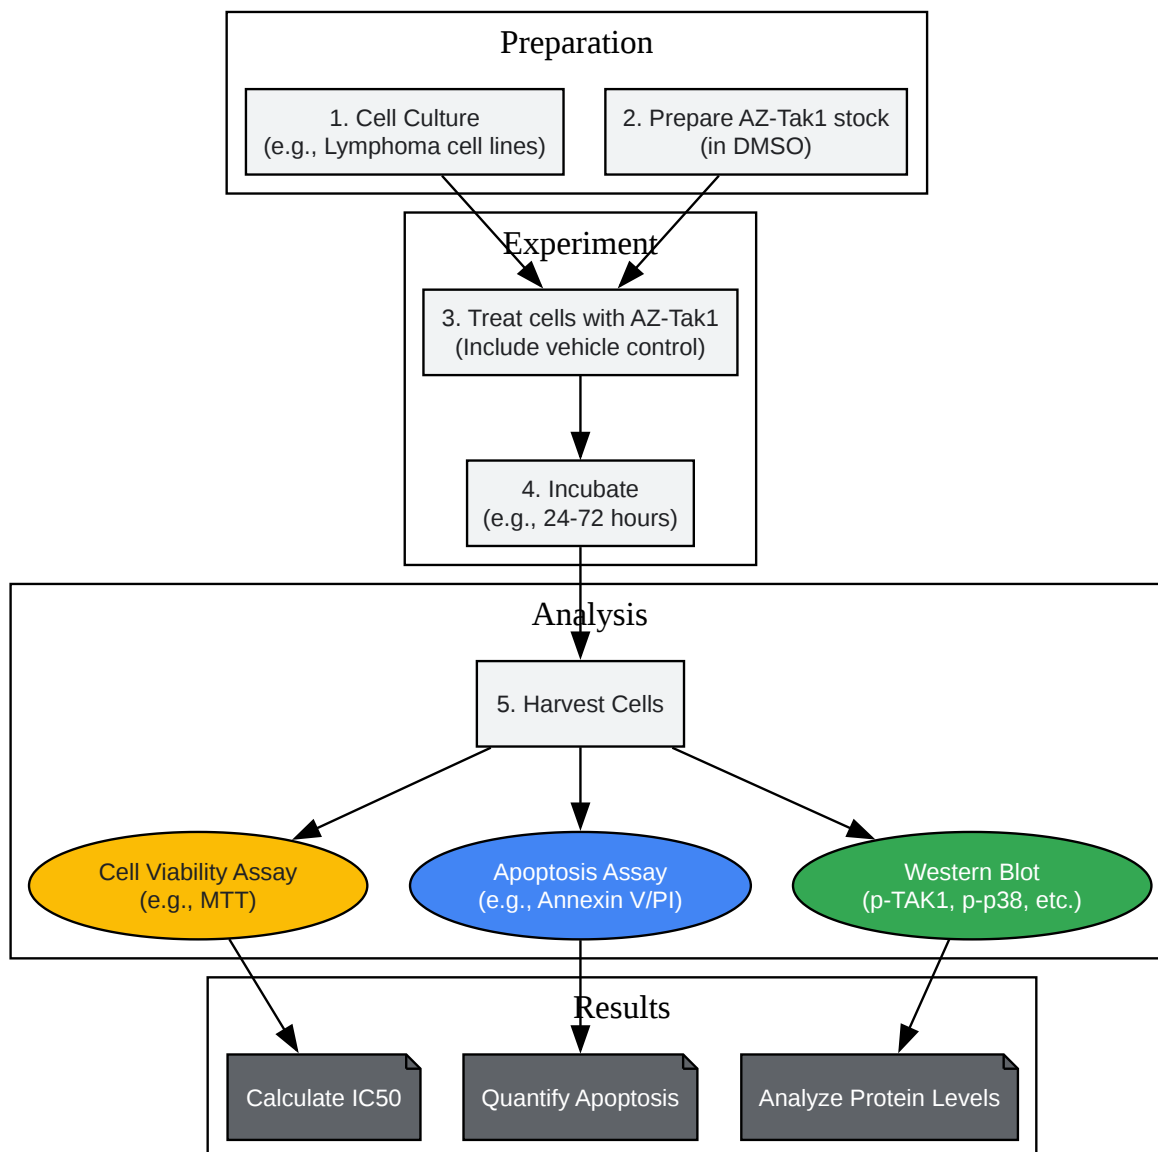 Preparation
1. Cell Culture
(e.g., Lymphoma cell lines)
2. Prepare AZ-Tak1 stock
(in DMSO)
Experiment
3. Treat cells with AZ-Tak1
(Include vehicle control)
4. Incubate
(e.g., 24-72 hours)
Analysis
5. Harvest Cells
Cell Viability Assay
(e.g., MTT)
Apoptosis Assay
(e.g., Annexin V/PI)
Western Blot
(p-TAK1, p-p38, etc.)
Results
Calculate IC50
Quantify Apoptosis
Analyze Protein Levels